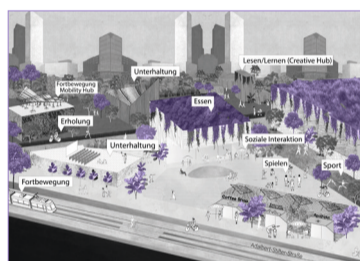 Unterhaltung
Lesen/Lernen (Creative Hub)
Fortbewegung
Mobility Hub
Essen
Erholung
Unterhaltung
Soziale Interaktion
Spielen
Sport
Fortbewegung